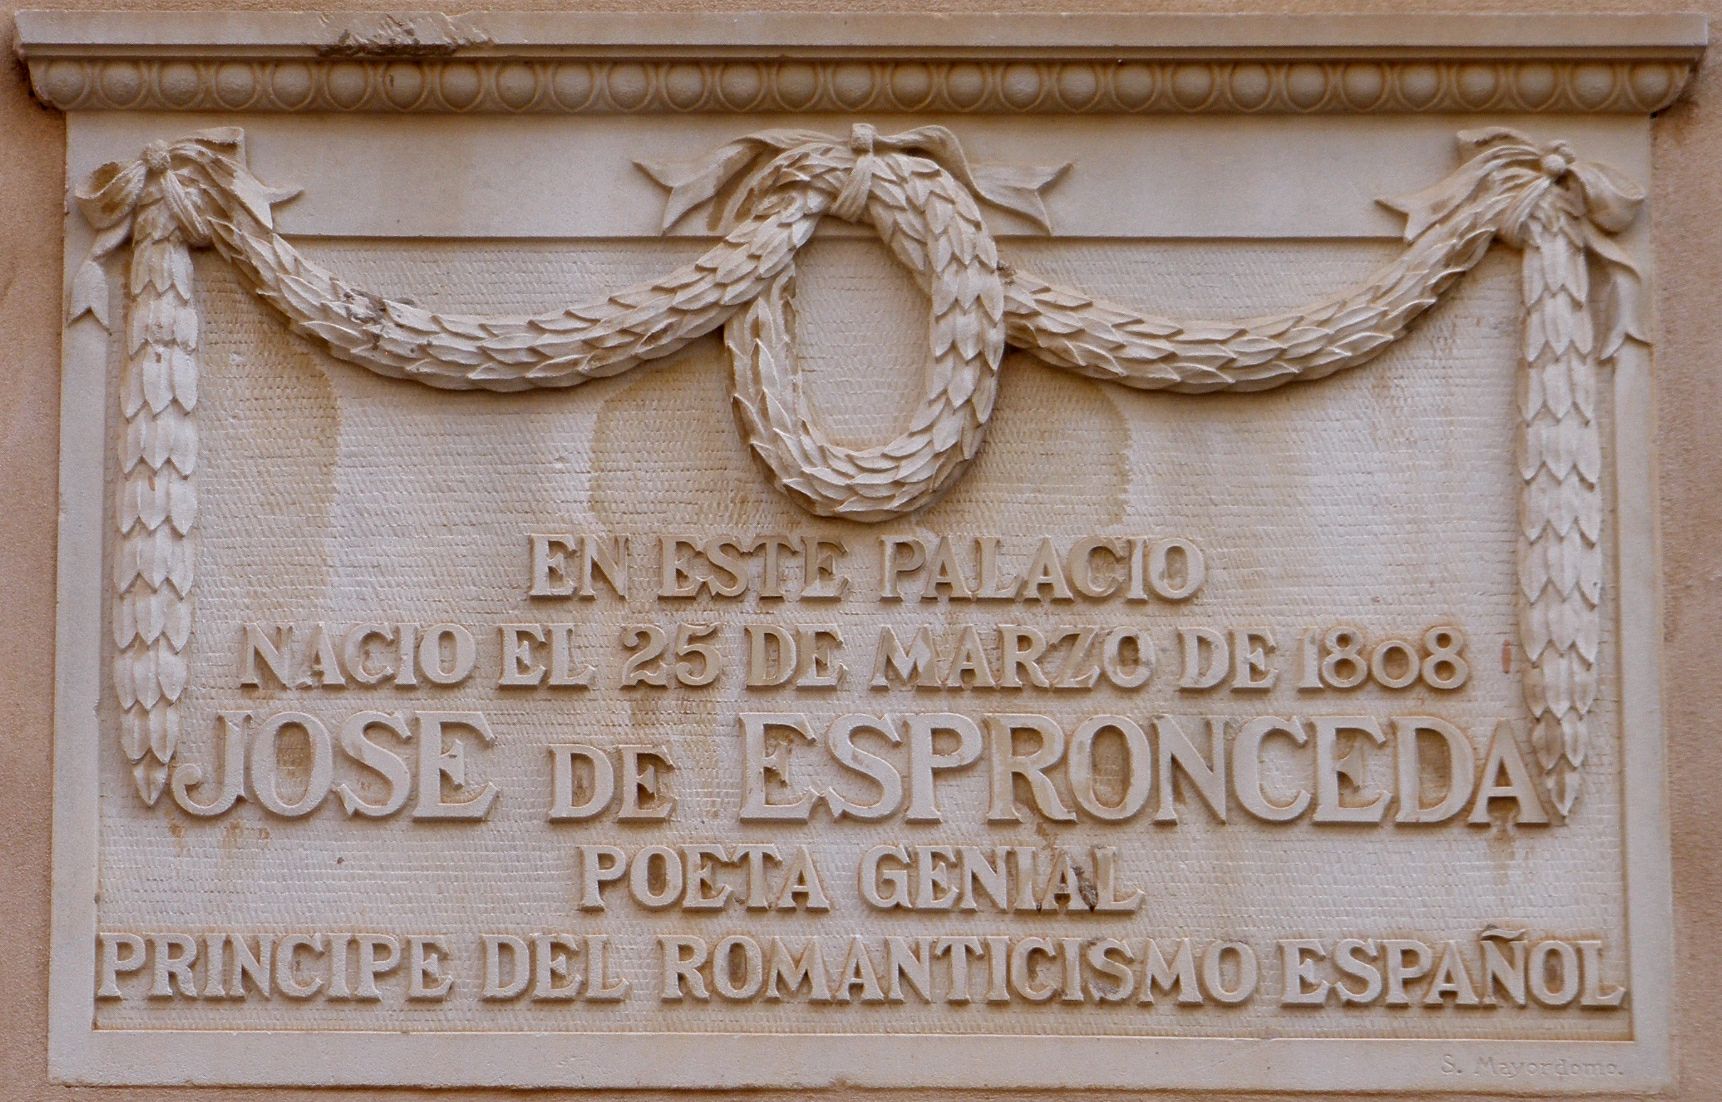 EN ESTE PALACIO
NACIO EL 25 DE MARZO DE 1808
JOSE DE ESPRONCEDA
POETA GENIAL
PRINCIPE DEL ROMANTICISMO ESPAÑOL
S. Mayordomo.